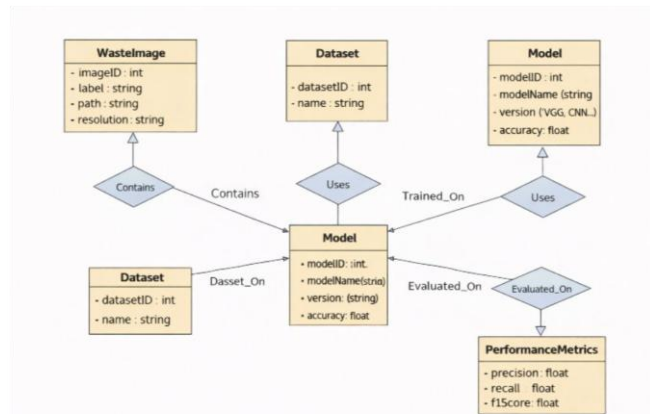 WasteImage
- imageID : int
- label : string
- path : string
- resolution : string
Dataset
- datasetID : int
- name : string
Model
- modelID : int
- modelName (string
- version ('VGG, CNN...)
- accuracy: float
Contains
Contains
Uses
Trained_On
Uses
Model
• modelID: :int.
• modelName(stria)
• version: (string)
• accuracy: float
Dataset
- datasetID : int
- name : string
Dasset_On
Evaluated_On
Evaluated_On
PerformanceMetrics
- precision: float
- recall : float
- f1Score: float